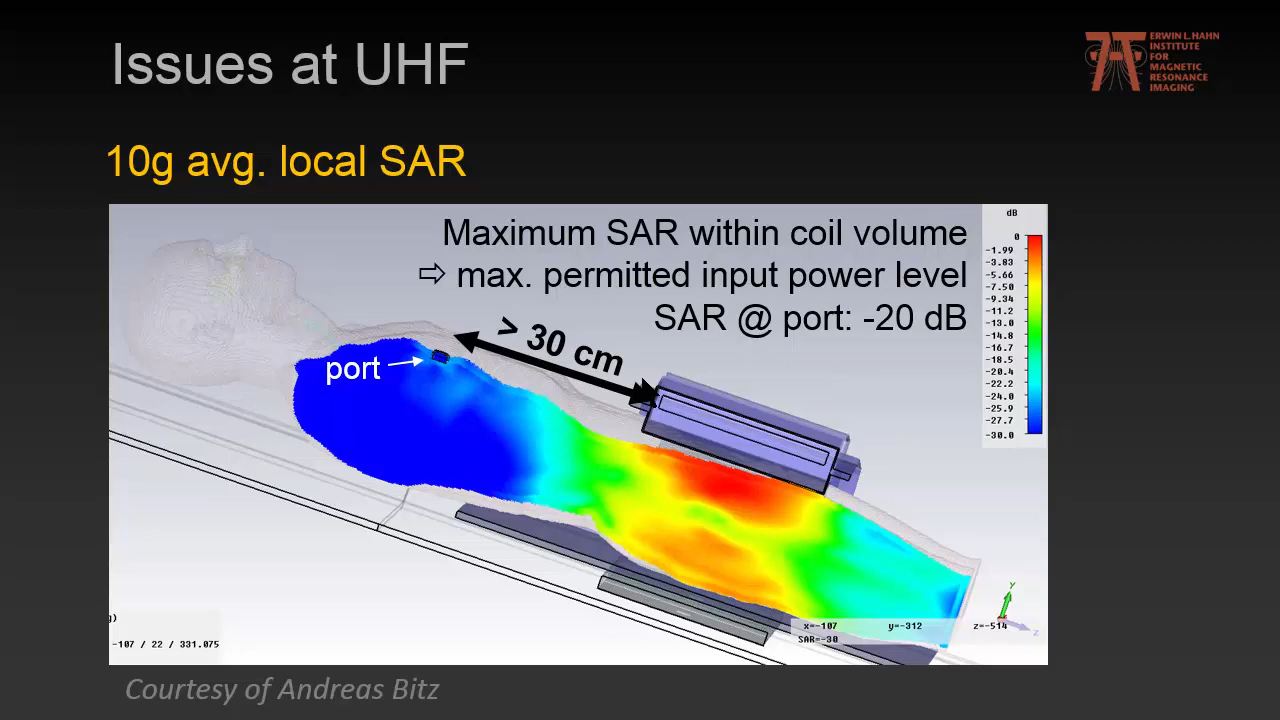 Issues at UHF
ERWIN L. HAHN
INSTITUTE
FOR
MAGNETIC
RESONANCE
IMAGING
10g avg. local SAR
Maximum SAR within coil volume
⇨ max. permitted input power level
SAR @ port: -20 dB
> 30 cm
port
dB
0
-1.99
-3.83
-5.66
-7.50
-9.34
-11.2
-13.0
-14.8
-16.7
-18.5
-20.4
-22.2
-24.0
-25.9
-27.7
-30.0
y
z
x=-107 y=-312 z=-514
SAR=-30
)
-107 / 22 / 331.075
Courtesy of Andreas Bitz